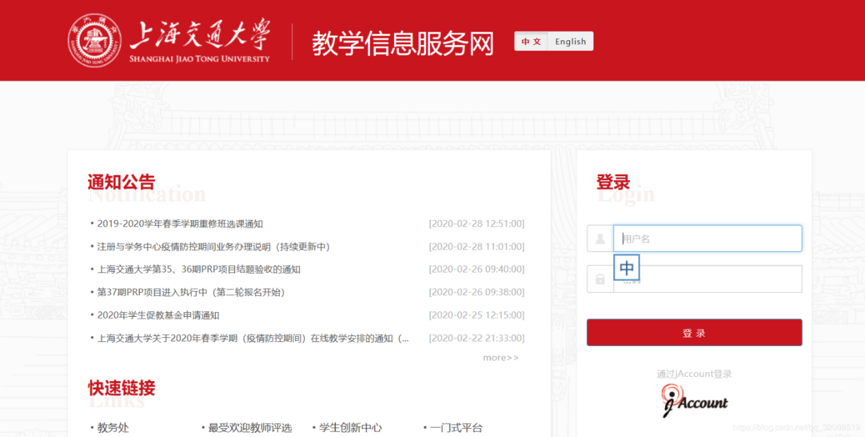 上海交通大学
SHANGHAI JIAO TONG UNIVERSITY
教学信息服务网
中 文 English
通知公告
Notification
• 2019-2020学年春季学期重修班选课通知 [2020-02-28 12:51:00]
• 注册与学务中心疫情防控期间业务办理说明（持续更新中） [2020-02-28 11:01:00]
• 上海交通大学第35、36期PRP项目结题验收的通知 [2020-02-26 09:40:00]
• 第37期PRP项目进入执行中（第二轮报名开始） [2020-02-26 09:38:00]
• 2020年学生促教基金申请通知 [2020-02-25 12:15:00]
• 上海交通大学关于2020年春季学期（疫情防控期间）在线教学安排的通知（... [2020-02-22 21:33:00]
more>>
快速链接
Links
• 教务处 • 最受欢迎教师评选 • 学生创新中心 • 一门式平台
登录
Login
用户名
中
登 录
通过jAccount登录
jAccount